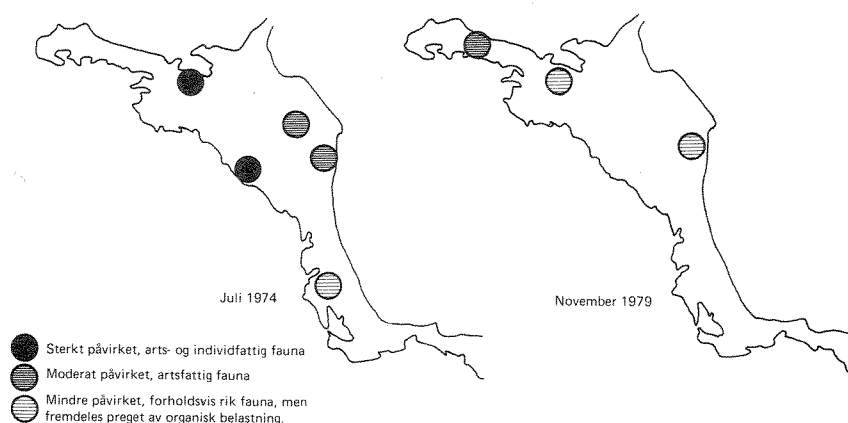 Juli 1974
November 1979
Sterkt påvirket, arts- og individfattig fauna
Moderat påvirket, artsfattig fauna
Mindre påvirket, forholdsvis rik fauna, men
fremdeles preget av organisk belastning.